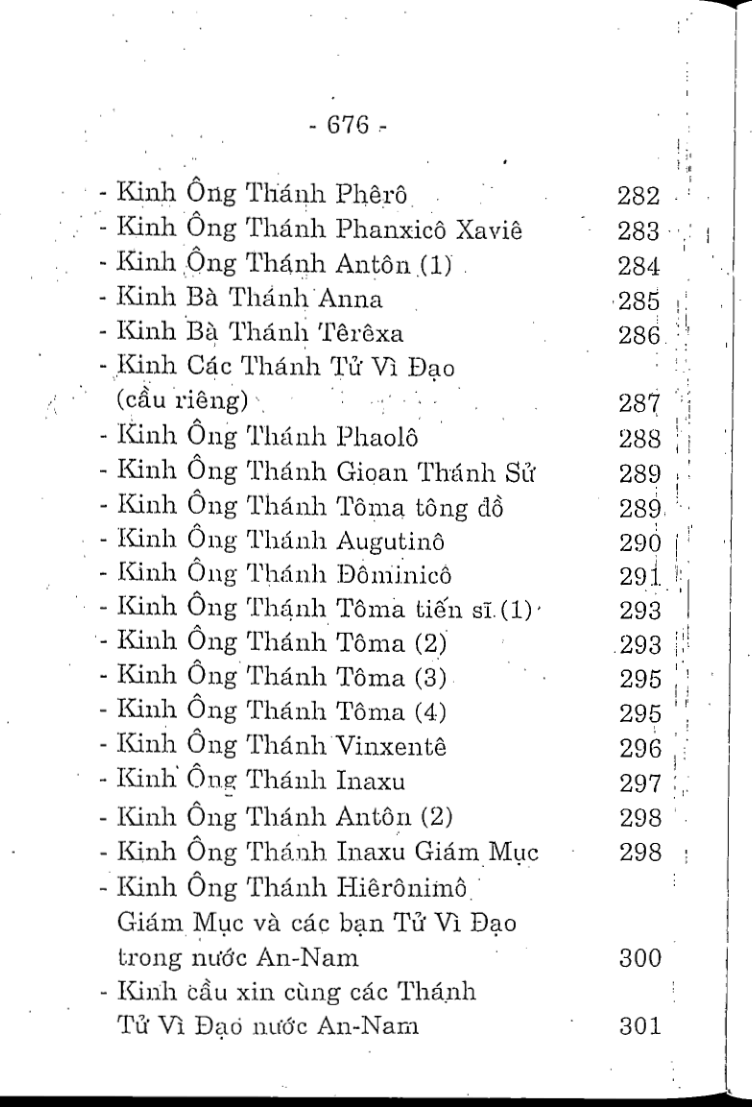 - 676 -
- Kinh Ông Thánh Phêrô 282
- Kinh Ông Thánh Phanxicô Xaviê 283
- Kinh Ông Thánh Antôn (1) 284
- Kinh Bà Thánh Anna 285
- Kinh Bà Thánh Têrêxa 286
- Kinh Các Thánh Tử Vì Đạo
(cầu riêng) 287
- Kinh Ông Thánh Phaolô 288
- Kinh Ông Thánh Gioan Thánh Sử 289
- Kinh Ông Thánh Tôma tông đồ 289
- Kinh Ông Thánh Augutinô 290
- Kinh Ông Thánh Đôminicô 291
- Kinh Ông Thánh Tôma tiến sĩ (1) 293
- Kinh Ông Thánh Tôma (2) 293
- Kinh Ông Thánh Tôma (3) 295
- Kinh Ông Thánh Tôma (4) 295
- Kinh Ông Thánh Vinxentê 296
- Kinh Ông Thánh Inaxu 297
- Kinh Ông Thánh Antôn (2) 298
- Kinh Ông Thánh Inaxu Giám Mục 298
- Kinh Ông Thánh Hiêrônimô
Giám Mục và các bạn Tử Vì Đạo
trong nước An-Nam 300
- Kinh cầu xin cùng các Thánh
Tử Vì Đạo nước An-Nam 301